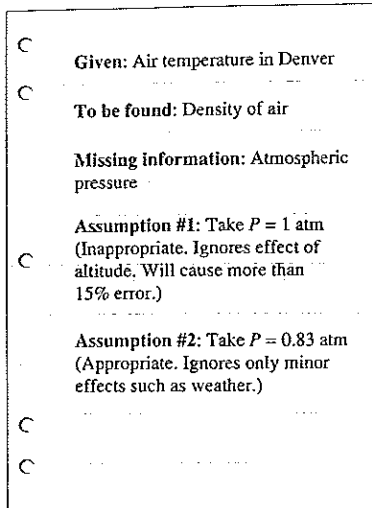 Given: Air temperature in Denver
To be found: Density of air
Missing information: Atmospheric
pressure
Assumption #1: Take P = 1 atm
(Inappropriate. Ignores effect of
altitude. Will cause more than
15% error.)
Assumption #2: Take P = 0.83 atm
(Appropriate. Ignores only minor
effects such as weather.)